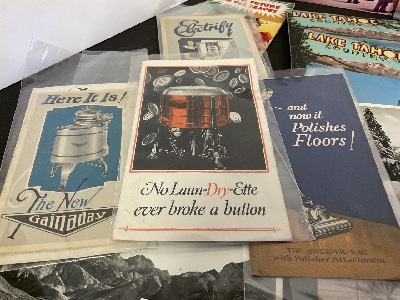 Electrify
LAKE TAHOE
LAKE TAHOE
Here It Is!
The New
Gainaday
No Laun-Dry-Ette
ever broke a button
- and
now it
Polishes
Floors!
THE SWEEPER-VAC
with Polisher Attachment